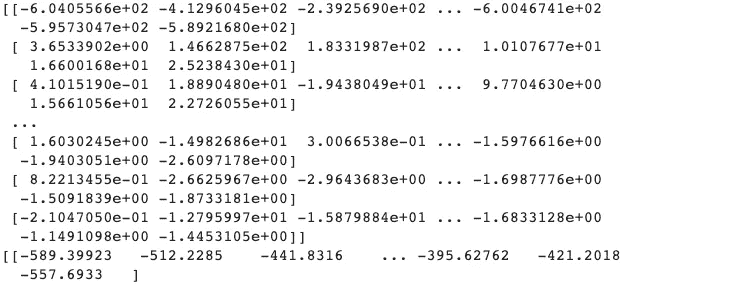 [[-6.0405566e+02 -4.1296045e+02 -2.3925690e+02 ... -6.0046741e+02
-5.9573047e+02 -5.8921680e+02]
[ 3.6533902e+00 1.4662875e+02 1.8331987e+02 ... 1.0107677e+01
1.6600168e+01 2.5238430e+01]
[ 4.1015190e-01 1.8890480e+01 -1.9438049e+01 ... 9.7704630e+00
1.5661056e+01 2.2726055e+01]
...
[ 1.6030245e+00 -1.4982686e+01 3.0066538e-01 ... -1.5976616e+00
-1.9403051e+00 -2.6097178e+00]
[ 8.2213455e-01 -2.6625967e+00 -2.9643683e+00 ... -1.6987776e+00
-1.5091839e+00 -1.8733181e+00]
[-2.1047050e-01 -1.2795997e+01 -1.5879884e+01 ... -1.6833128e+00
-1.1491098e+00 -1.4453105e+00]]
[[-589.39923 -512.2285 -441.8316 ... -395.62762 -421.2018
-557.6933 ]